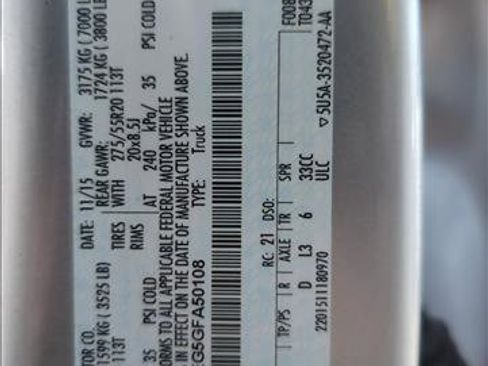 TOR CO.
DATE: 11/15 GVWR: 3175 KG ( 7000 L
1599 KG ( 3525 LB) REAR GAWR: 1724 KG ( 3800 LB
113T TIRES WITH 275/55R20 113T
RIMS 20x8.5J
35 PSI COLD AT 240 kPa/ 35 PSI COLD
FORMS TO ALL APPLICABLE FEDERAL MOTOR VEHICLE
IN EFFECT ON THE DATE OF MANUFACTURE SHOWN ABOVE.
G5GFA50108 TYPE: Truck
F008
RC: 21 DSO: T043
TP/PS R AXLE TR SPR
D L3 6 33CC
ULC
2201511180970 ▽5U5A-3520472-AA